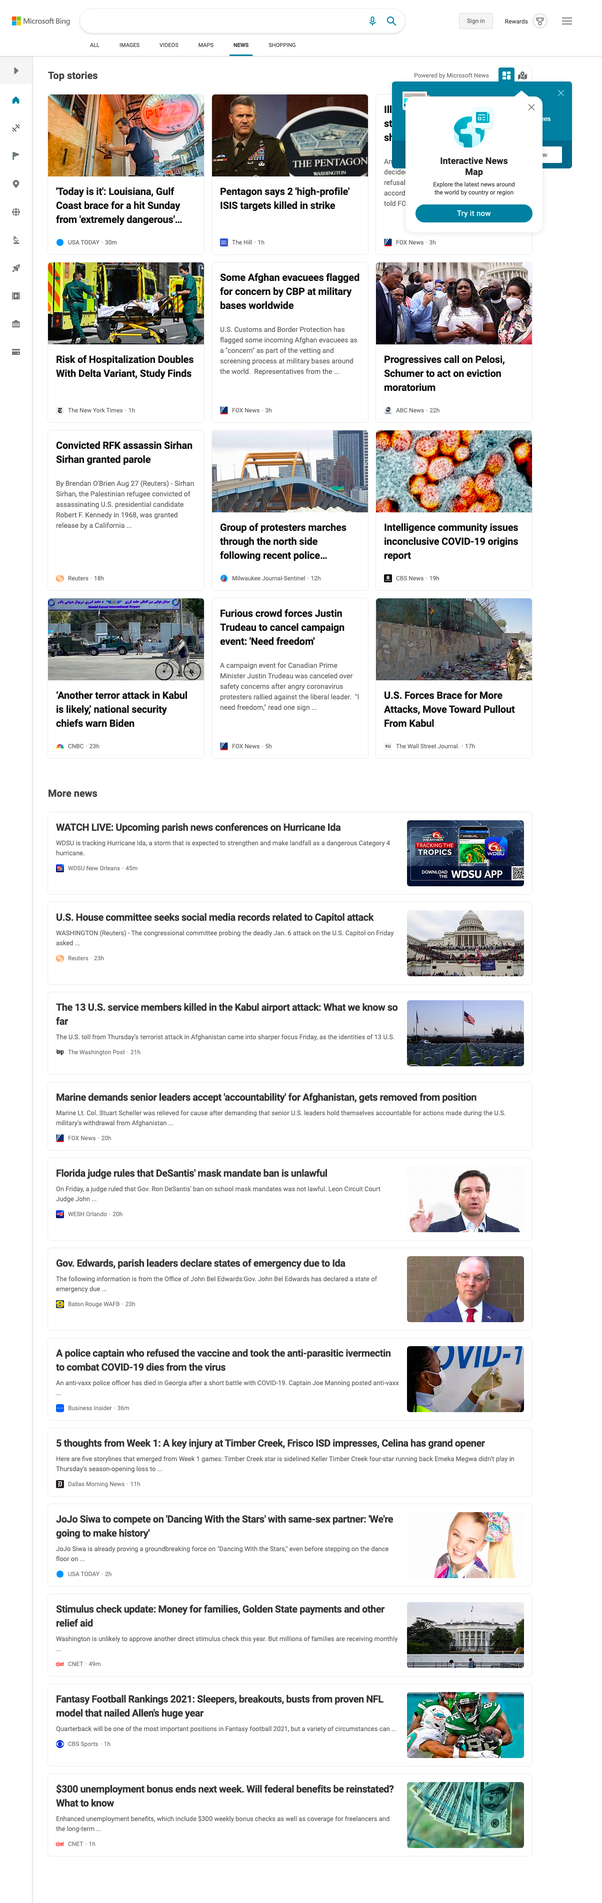 Microsoft Bing
Sign in
Rewards
ALL
IMAGES
VIDEOS
MAPS
NEWS
SHOPPING
Top stories
Powered by Microsoft News
Interactive News
Map
Explore the latest news around
the world by country or region
Try it now
'Today is it': Louisiana, Gulf
Coast brace for a hit Sunday
from 'extremely dangerous'...
USA TODAY · 30m
THE PENTAGON
WASHINGTON
Pentagon says 2 'high-profile'
ISIS targets killed in strike
The Hill · 1h
told FO
FOX News · 3h
Risk of Hospitalization Doubles
With Delta Variant, Study Finds
The New York Times · 1h
Some Afghan evacuees flagged
for concern by CBP at military
bases worldwide
U.S. Customs and Border Protection has
flagged some incoming Afghan evacuees as
a "concern" as part of the vetting and
screening process at military bases around
the world. Representatives from the ...
FOX News · 3h
Progressives call on Pelosi,
Schumer to act on eviction
moratorium
ABC News · 22h
Convicted RFK assassin Sirhan
Sirhan granted parole
By Brendan O'Brien Aug 27 (Reuters) - Sirhan
Sirhan, the Palestinian refugee convicted of
assassinating U.S. presidential candidate
Robert F. Kennedy in 1968, was granted
release by a California ...
Reuters · 18h
Group of protesters marches
through the north side
following recent police...
Milwaukee Journal-Sentinel · 12h
Intelligence community issues
inconclusive COVID-19 origins
report
CBS News · 19h
'Another terror attack in Kabul
is likely,' national security
chiefs warn Biden
CNBC · 23h
Furious crowd forces Justin
Trudeau to cancel campaign
event: 'Need freedom'
A campaign event for Canadian Prime
Minister Justin Trudeau was canceled over
safety concerns after angry coronavirus
protesters rallied against the liberal leader. "I
need freedom," read one sign ...
FOX News · 5h
U.S. Forces Brace for More
Attacks, Move Toward Pullout
From Kabul
The Wall Street Journal · 17h
More news
WATCH LIVE: Upcoming parish news conferences on Hurricane Ida
WDSU is tracking Hurricane Ida, a storm that is expected to strengthen and make landfall as a dangerous Category 4
hurricane.
WDSU New Orleans · 45m
TRACKING THE
TROPICS
DOWNLOAD
THE WDSU APP
U.S. House committee seeks social media records related to Capitol attack
WASHINGTON (Reuters) - The congressional committee probing the deadly Jan. 6 attack on the U.S. Capitol on Friday
asked ...
Reuters · 23h
The 13 U.S. service members killed in the Kabul airport attack: What we know so
far
The U.S. toll from Thursday's terrorist attack in Afghanistan came into sharper focus Friday, as the identities of 13 U.S.
The Washington Post · 21h
Marine demands senior leaders accept 'accountability' for Afghanistan, gets removed from position
Marine Lt. Col. Stuart Scheller was relieved for cause after demanding that senior U.S. leaders hold themselves accountable for actions made during the U.S.
military's withdrawal from Afghanistan ...
FOX News · 20h
Florida judge rules that DeSantis' mask mandate ban is unlawful
On Friday, a judge ruled that Gov. Ron DeSantis' ban on school mask mandates was not lawful. Leon Circuit Court
Judge John ...
WESH Orlando · 20h
Gov. Edwards, parish leaders declare states of emergency due to Ida
The following information is from the Office of John Bel Edwards:Gov. John Bel Edwards has declared a state of
emergency due ...
Baton Rouge WAFB · 23h
A police captain who refused the vaccine and took the anti-parasitic ivermectin
to combat COVID-19 dies from the virus
An anti-vaxx police officer has died in Georgia after a short battle with COVID-19. Captain Joe Manning posted anti-vaxx
...
Business Insider · 36m
OVID-1
5 thoughts from Week 1: A key injury at Timber Creek, Frisco ISD impresses, Celina has grand opener
Here are five storylines that emerged from Week 1 games: Timber Creek star is sidelined Keller Timber Creek four-star running back Emeka Megwa didn't play in
Thursday's season-opening loss to ...
Dallas Morning News · 11h
JoJo Siwa to compete on 'Dancing With the Stars' with same-sex partner: 'We're
going to make history'
JoJo Siwa is already proving a groundbreaking force on "Dancing With the Stars," even before stepping on the dance
floor on ...
USA TODAY · 2h
Stimulus check update: Money for families, Golden State payments and other
relief aid
Washington is unlikely to approve another direct stimulus check this year. But millions of families are receiving monthly
...
CNET · 49m
Fantasy Football Rankings 2021: Sleepers, breakouts, busts from proven NFL
model that nailed Allen's huge year
Quarterback will be one of the most important positions in Fantasy football 2021, but a variety of circumstances can ...
CBS Sports · 1h
$300 unemployment bonus ends next week. Will federal benefits be reinstated?
What to know
Enhanced unemployment benefits, which include $300 weekly bonus checks as well as coverage for freelancers and
the long-term ...
CNET · 1h